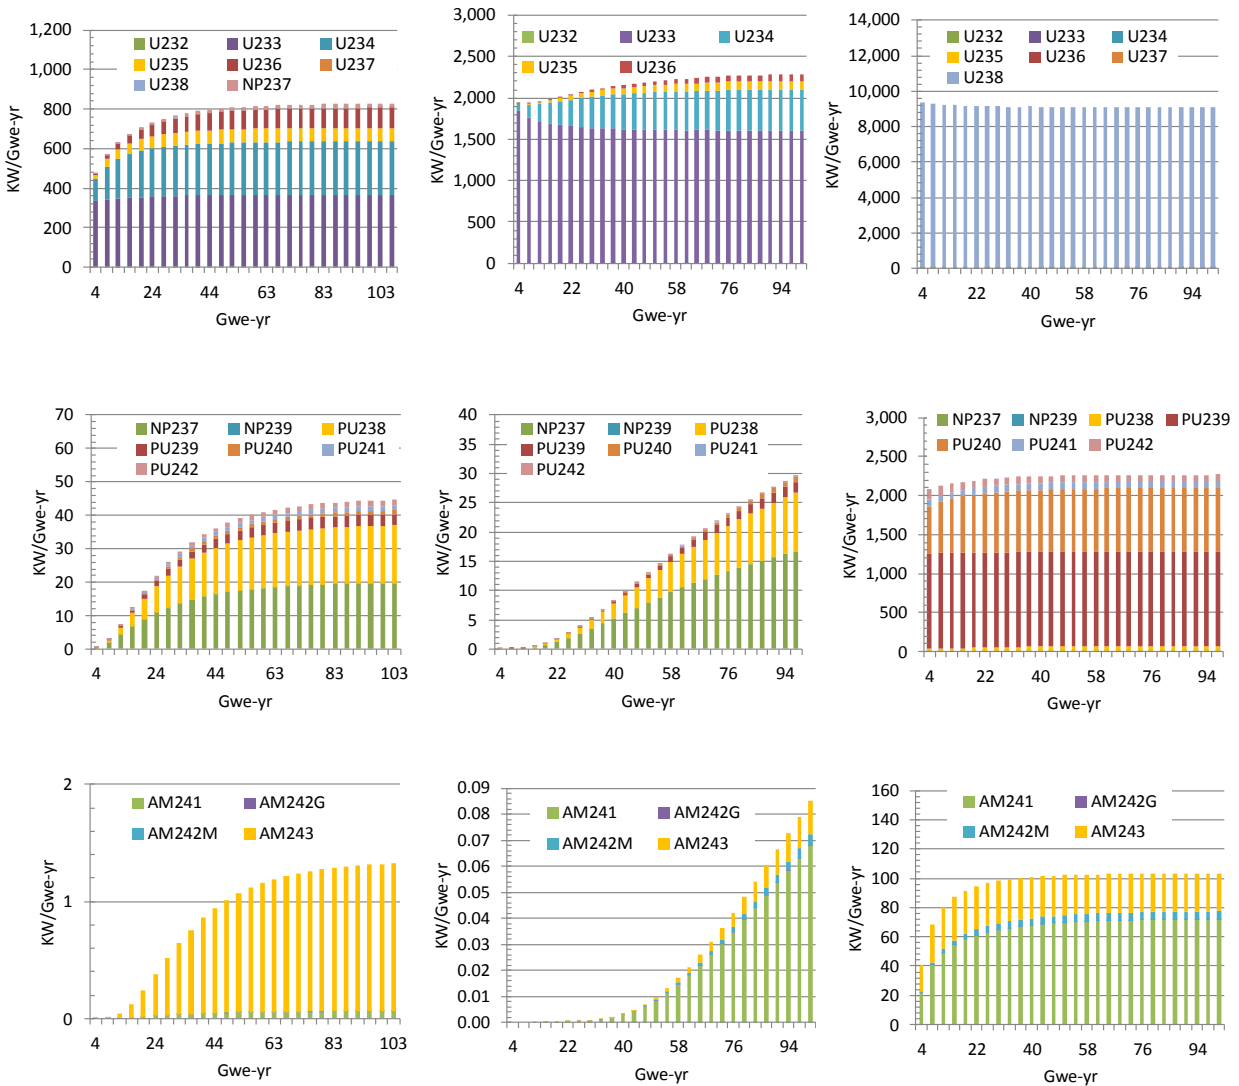 1,200
1,000
800
600
400
200
0
KW/Gwe-yr
U232 U233 U234
U235 U236 U237
U238 NP237
4 24 44 63 83 103
Gwe-yr
3,000
2,500
2,000
1,500
1,000
500
0
KW/Gwe-yr
U232 U233 U234
U235 U236
4 22 40 58 76 94
Gwe-yr
14,000
12,000
10,000
8,000
6,000
4,000
2,000
0
KW/Gwe-yr
U232 U233 U234
U235 U236 U237
U238
4 22 40 58 76 94
Gwe-yr
70
60
50
40
30
20
10
0
KW/Gwe-yr
NP237 NP239 PU238
PU239 PU240 PU241
PU242
4 24 44 63 83 103
Gwe-yr
40
35
30
25
20
15
10
5
0
KW/Gwe-yr
NP237 NP239 PU238
PU239 PU240 PU241
PU242
4 22 40 58 76 94
Gwe-yr
3,000
2,500
2,000
1,500
1,000
500
0
KW/Gwe-yr
NP237 NP239 PU238 PU239
PU240 PU241 PU242
4 22 40 58 76 94
Gwe-yr
2
1
0
KW/Gwe-yr
AM241 AM242G
AM242M AM243
4 24 44 63 83 103
Gwe-yr
0.09
0.08
0.07
0.06
0.05
0.04
0.03
0.02
0.01
0.00
KW/Gwe-yr
AM241 AM242G
AM242M AM243
4 22 40 58 76 94
Gwe-yr
160
140
120
100
80
60
40
20
0
KW/Gwe-yr
AM241 AM242G
AM242M AM243
4 22 40 58 76 94
Gwe-yr